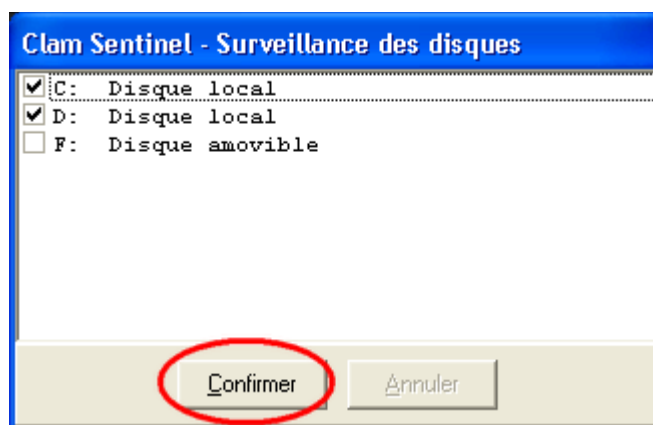 Clam Sentinel - Surveillance des disques
C: Disque local
D: Disque local
F: Disque amovible
Confirmer Annuler